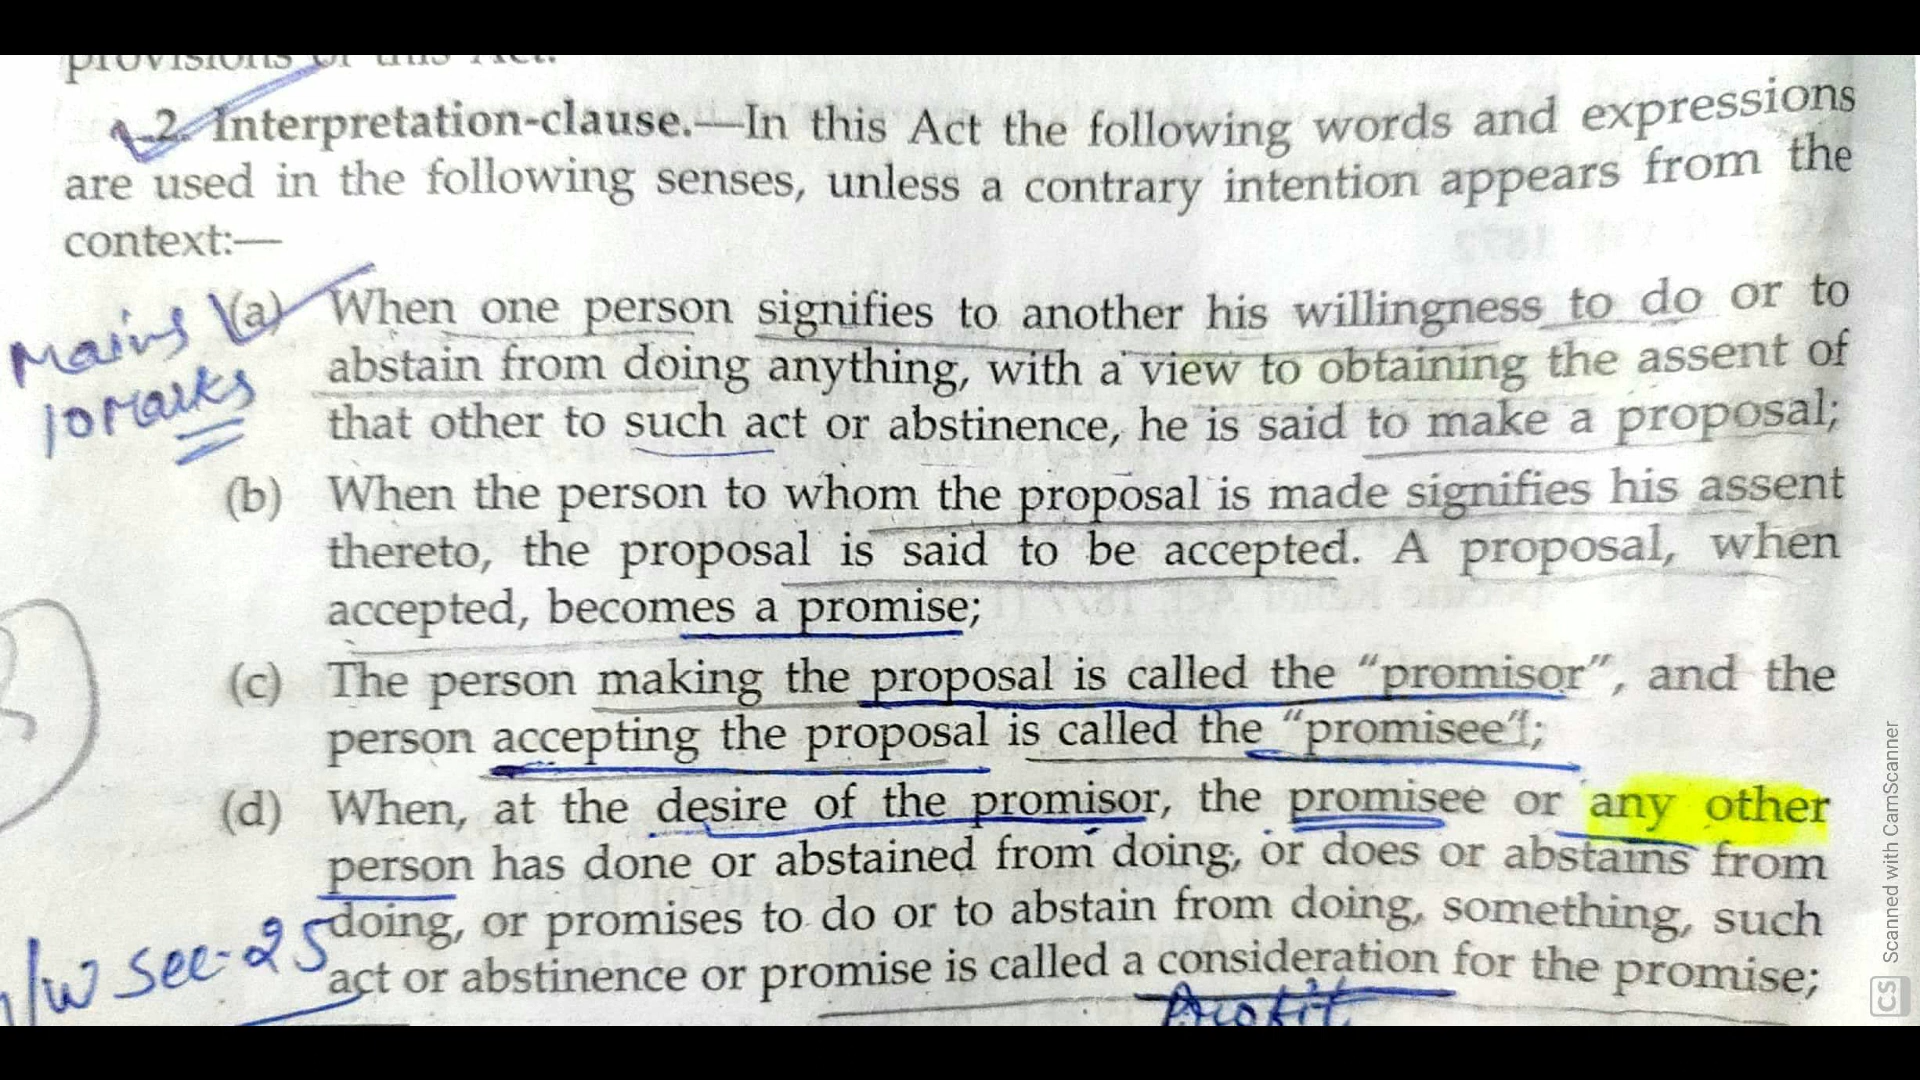 provisions of this Act.
2. Interpretation-clause.—In this Act the following words and expressions
are used in the following senses, unless a contrary intention appears from the
context:—
Mains
10 Marks
(a) When one person signifies to another his willingness to do or to
abstain from doing anything, with a view to obtaining the assent of
that other to such act or abstinence, he is said to make a proposal;
(b) When the person to whom the proposal is made signifies his assent
thereto, the proposal is said to be accepted. A proposal, when
accepted, becomes a promise;
(c) The person making the proposal is called the “promisor”, and the
person accepting the proposal is called the “promisee”;
(d) When, at the desire of the promisor, the promisee or any other
person has done or abstained from doing, or does or abstains from
doing, or promises to do or to abstain from doing, something, such
act or abstinence or promise is called a consideration for the promise;
/w Sec-25
Profit
Scanned with CamScanner
CS